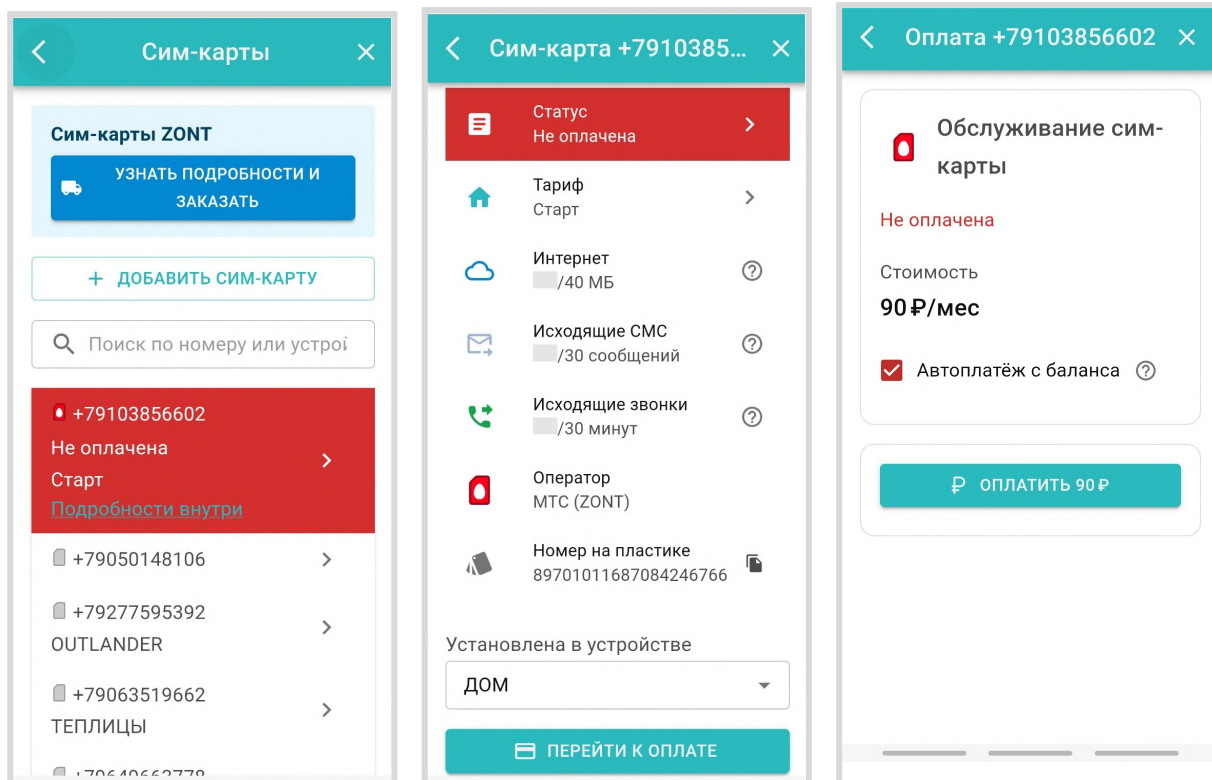 Сим-карты
Сим-карты ZONT
УЗНАТЬ ПОДРОБНОСТИ И
ЗАКАЗАТЬ
+ ДОБАВИТЬ СИМ-КАРТУ
Поиск по номеру или устрой
+79103856602
Не оплачена
Старт
Подробности внутри
+79050148106
+79277595392
OUTLANDER
+79063519662
ТЕПЛИЦЫ
Сим-карта +7910385...
Статус
Не оплачена
Тариф
Старт
Интернет
/40 МБ
Исходящие СМС
/30 сообщений
Исходящие звонки
/30 минут
Оператор
МТС (ZONT)
Номер на пластике
89701011687084246766
Установлена в устройстве
ДОМ
ПЕРЕЙТИ К ОПЛАТЕ
Оплата +79103856602
Обслуживание сим-
карты
Не оплачена
Стоимость
90 ₽/мес
Автоплатёж с баланса
₽ ОПЛАТИТЬ 90 ₽